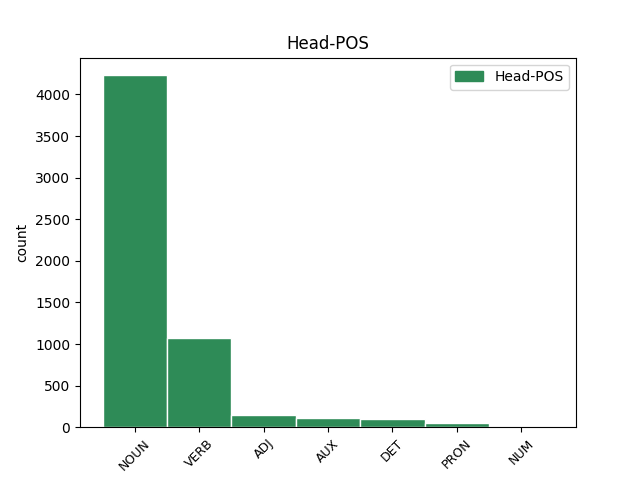 Head-POS
Head-POS
count
4000
3500
3000
2500
2000
1500
1000
500
0
NOUN
VERB
ADJ
AUX
DET
PRON
NUM